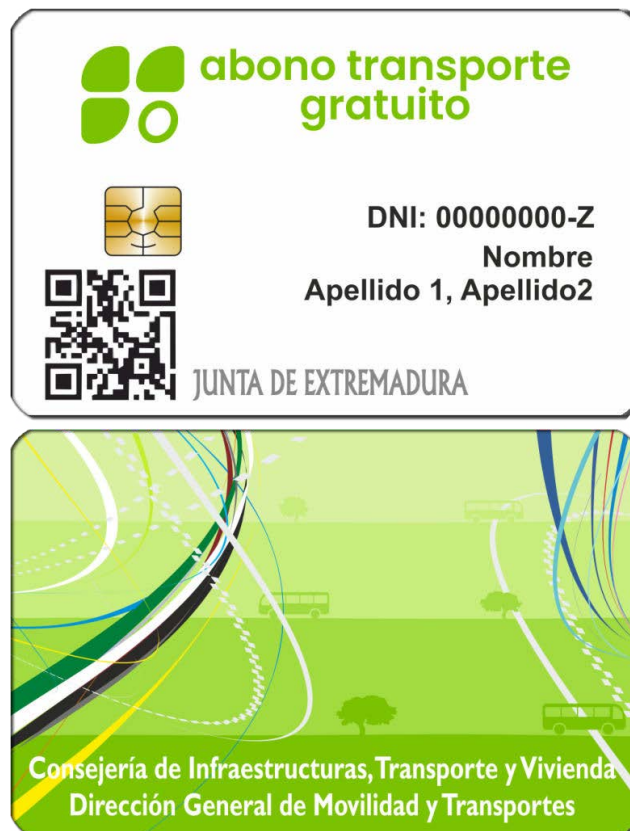 abono transporte
gratuito
DNI: 00000000-Z
Nombre
Apellido 1, Apellido2
JUNTA DE EXTREMADURA
Consejería de Infraestructuras, Transporte y Vivienda
Dirección General de Movilidad y Transportes